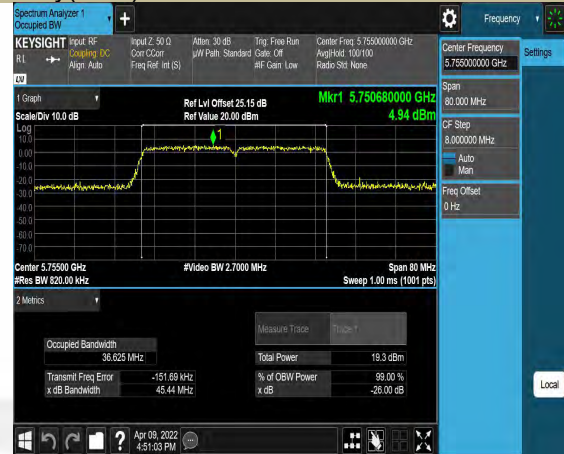 Spectrum Analyzer 1
Occupied BW
Frequency
KEYSIGHT
RL
Input: RF
Coupling: DC
Align: Auto
Input Z: 50 Ω
Corr CCorr
Freq Ref: Int (S)
Atten: 30 dB
µW Path: Standard
Trig: Free Run
Gate: Off
#IF Gain: Low
Center Freq: 5.755000000 GHz
Avg|Hold: 100/100
Radio Std: None
Center Frequency
5.755000000 GHz
Settings
Span
80.000 MHz
CF Step
8.000000 MHz
Auto
Man
Freq Offset
0 Hz
1 Graph
Scale/Div 10.0 dB
Ref Lvl Offset 25.15 dB
Ref Value 20.00 dBm
Mkr1 5.750680000 GHz
4.94 dBm
Log
10.0
0.00
-10.0
-20.0
-30.0
-40.0
-50.0
-60.0
-70.0
1
Center 5.75500 GHz
#Res BW 820.00 kHz
#Video BW 2.7000 MHz
Span 80 MHz
Sweep 1.00 ms (1001 pts)
2 Metrics
Measure Trace
Occupied Bandwidth
36.625 MHz
Total Power 19.3 dBm
Transmit Freq Error -151.69 kHz
% of OBW Power 99.00 %
x dB Bandwidth 45.44 MHz
x dB -26.00 dB
Local
Apr 09, 2022
4:51:03 PM